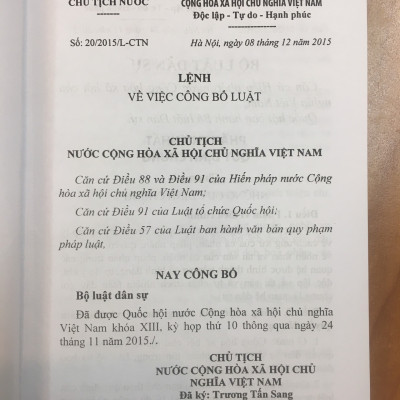 CHỦ TỊCH NƯỚC
-------
CỘNG HÒA XÃ HỘI CHỦ NGHĨA VIỆT NAM
Độc lập - Tự do - Hạnh phúc
----------------
Số: 20/2015/L-CTN
Hà Nội, ngày 08 tháng 12 năm 2015
LỆNH
VỀ VIỆC CÔNG BỐ LUẬT
CHỦ TỊCH
NƯỚC CỘNG HÒA XÃ HỘI CHỦ NGHĨA VIỆT NAM
Căn cứ Điều 88 và Điều 91 của Hiến pháp nước Cộng
hòa xã hội chủ nghĩa Việt Nam;
Căn cứ Điều 91 của Luật tổ chức Quốc hội;
Căn cứ Điều 57 của Luật ban hành văn bản quy phạm
pháp luật,
NAY CÔNG BỐ
Bộ luật dân sự
Đã được Quốc hội nước Cộng hòa xã hội chủ nghĩa
Việt Nam khóa XIII, kỳ họp thứ 10 thông qua ngày 24
tháng 11 năm 2015./.
CHỦ TỊCH
NƯỚC CỘNG HÒA XÃ HỘI CHỦ
NGHĨA VIỆT NAM
Đã ký: Trương Tấn Sang